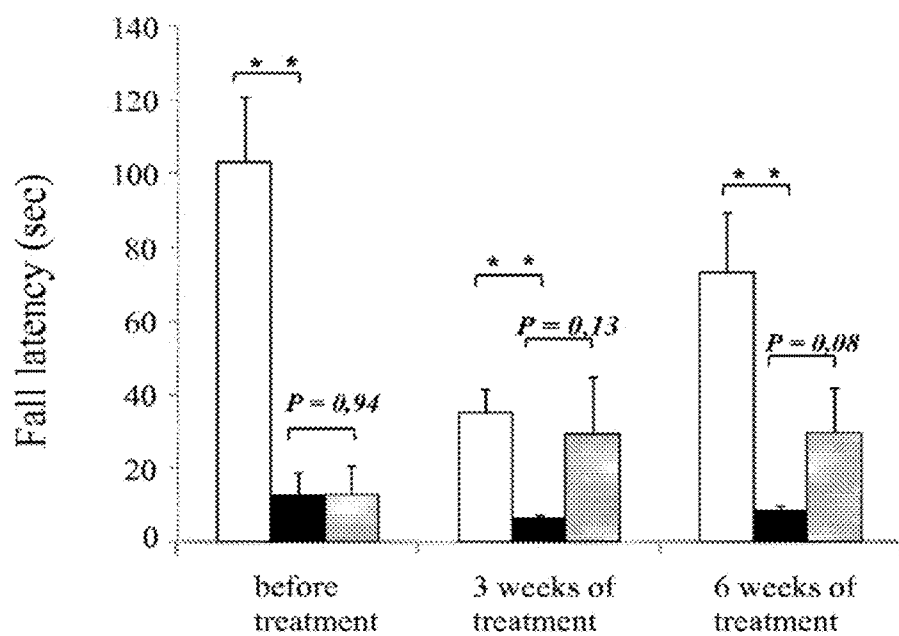 140
120
100
80
60
40
20
0
Fall latency (sec)
* *
P = 0,94
* *
P = 0,13
* *
P = 0,08
before
treatment
3 weeks of
treatment
6 weeks of
treatment